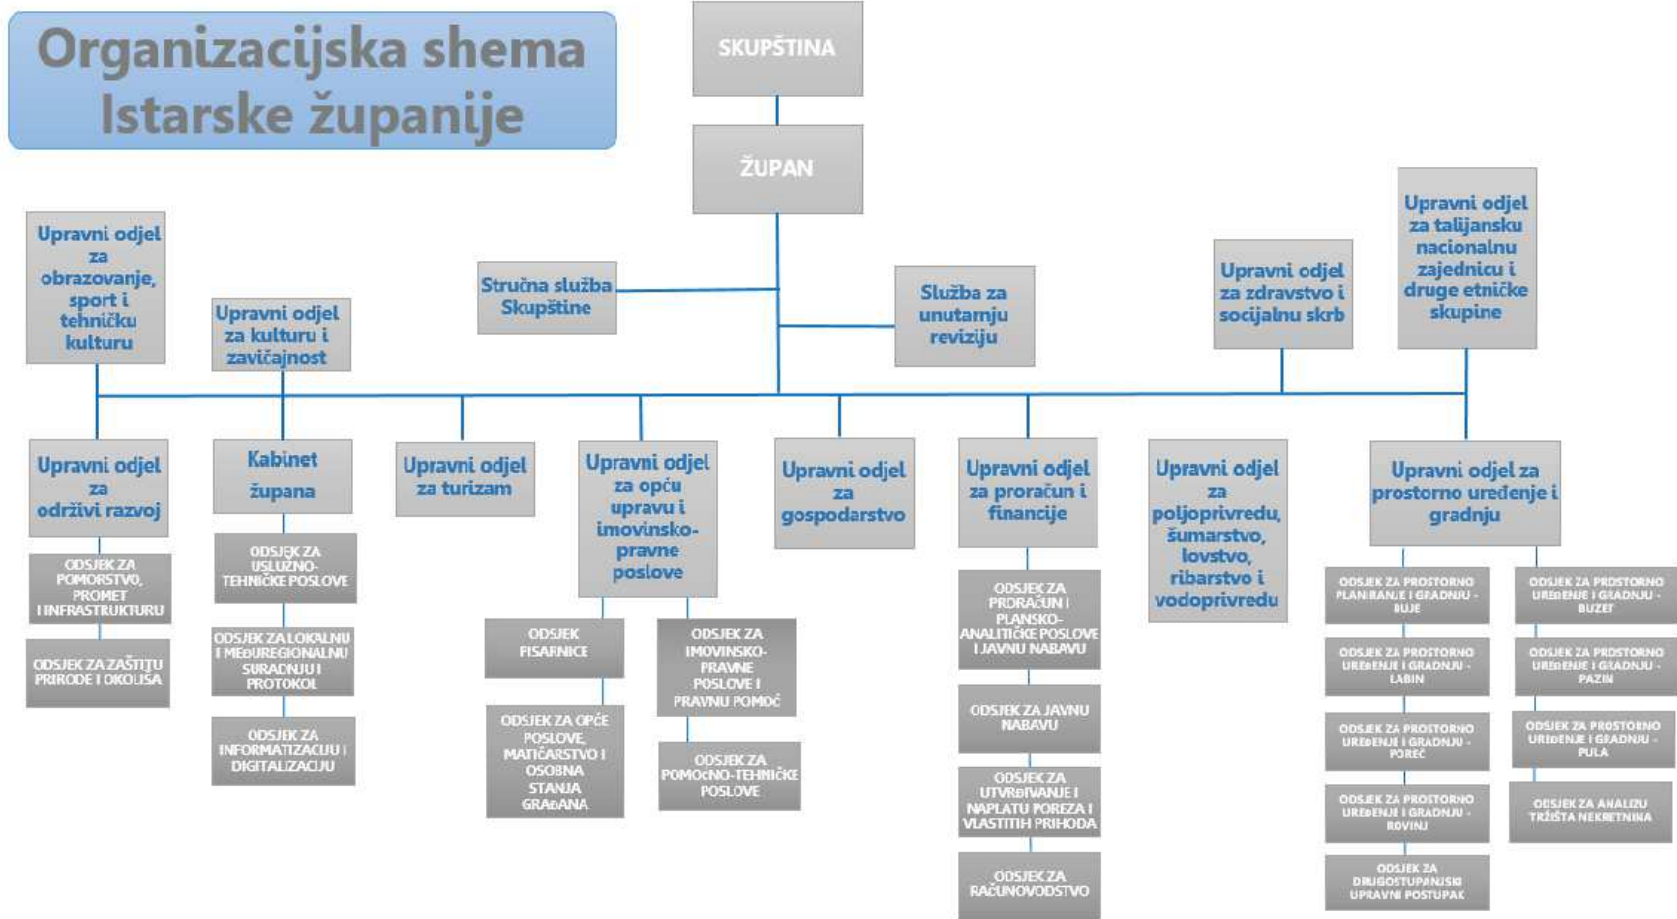 Organizacijska shema
Istarske županije
SKUPŠTINA
ŽUPAN
Upravni odjel
za
obrazovanje,
sport i
tehničku
kulturu
Upravni odjel
za kulturu i
zavičajnost
Stručna služba
Skupštine
Služba za
unutarnju
reviziju
Upravni odjel
za zdravstvo i
socijalnu skrb
Upravni odjel
za talijansku
nacionalnu
zajednicu i
druge etničke
skupine
Upravni odjel
za
održivi razvoj
ODSJEK ZA
POMORSTVO,
PROMET
I INFRASTRUKTURU
ODSJEK ZA ZAŠTITU
PRIRODE I OKOLIŠA
Kabinet
župana
ODSJEK ZA
USLUŽNO-
TEHNIČKE POSLOVE
ODSJEK ZA LOKALNU
I MEĐUREGIONALNU
SURADNJU I
PROTOKOL
ODSJEK ZA
INFORMATIZACIJU I
DIGITALIZACIJU
Upravni odjel
za turizam
Upravni odjel
za opću
upravu i
imovinsko-
pravne
poslove
ODSJEK
PISARNICE
ODSJEK ZA OPĆE
POSLOVE,
MATIČARSTVO I
OSOBNA
STANJA
GRAĐANA
ODSJEK ZA
IMOVINSKO-
PRAVNE
POSLOVE I
PRAVNU POMOĆ
ODSJEK ZA
POMOĆNO-TEHNIČKE
POSLOVE
Upravni odjel
za
gospodarstvo
Upravni odjel
za proračun i
financije
ODSJEK ZA
PRORAČUN I
PLANSKO-
ANALITIČKE POSLOVE
I JAVNU NABAVU
ODSJEK ZA JAVNU
NABAVU
ODSJEK ZA
UTVRĐIVANJE I
NAPLATU POREZA I
VLASTITIH PRIHODA
ODSJEK ZA
RAČUNOVODSTVO
Upravni odjel
za
poljoprivredu,
šumarstvo,
lovstvo,
ribarstvo i
vodoprivredu
Upravni odjel za
prostorno uređenje i
gradnju
ODSJEK ZA PROSTORNO
PLANIRANJE I GRADNJU -
BUJE
ODSJEK ZA PROSTORNO
UREĐENJE I GRADNJU -
LABIN
ODSJEK ZA PROSTORNO
UREĐENJE I GRADNJU -
POREČ
ODSJEK ZA PROSTORNO
UREĐENJE I GRADNJU -
ROVINJ
ODSJEK ZA
DRUGOSTUPANJSKI
UPRAVNI POSTUPAK
ODSJEK ZA PROSTORNO
UREĐENJE I GRADNJU -
BUZET
ODSJEK ZA PROSTORNO
UREĐENJE I GRADNJU -
PAZIN
ODSJEK ZA PROSTORNO
UREĐENJE I GRADNJU -
PULA
ODSJEK ZA ANALIZU
TRŽIŠTA NEKRETNINA